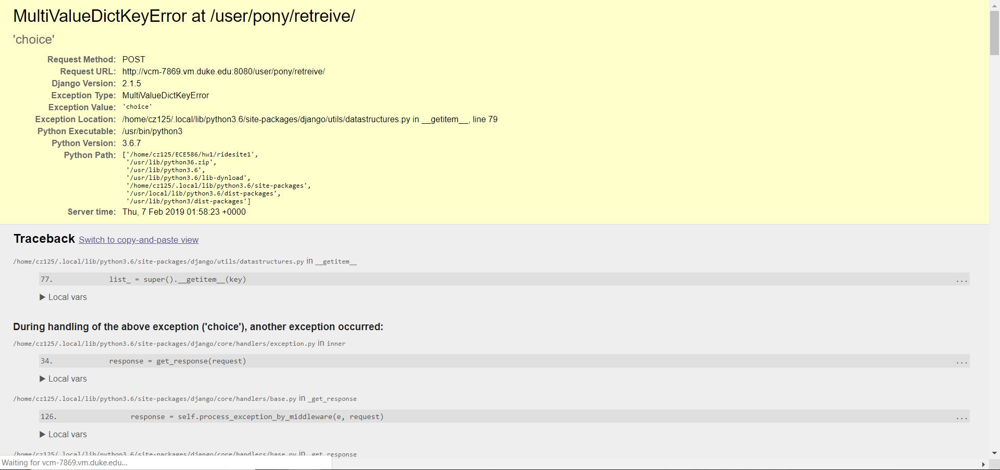 MultiValueDictKeyError at /user/pony/retreive/
'choice'
Request Method: POST
Request URL: http://vcm-7869.vm.duke.edu:8080/user/pony/retreive/
Django Version: 2.1.5
Exception Type: MultiValueDictKeyError
Exception Value: 'choice'
Exception Location: /home/cz125/.local/lib/python3.6/site-packages/django/utils/datastructures.py in __getitem__, line 79
Python Executable: /usr/bin/python3
Python Version: 3.6.7
Python Path: ['/home/cz125/ECE586/hw1/ridesite1',
'/usr/lib/python36.zip',
'/usr/lib/python3.6',
'/usr/lib/python3.6/lib-dynload',
'/home/cz125/.local/lib/python3.6/site-packages',
'/usr/local/lib/python3.6/dist-packages',
'/usr/lib/python3/dist-packages']
Server time: Thu, 7 Feb 2019 01:58:23 +0000
Traceback Switch to copy-and-paste view
/home/cz125/.local/lib/python3.6/site-packages/django/utils/datastructures.py in __getitem__
77. list_ = super().__getitem__(key) ...
▶ Local vars
During handling of the above exception ('choice'), another exception occurred:
/home/cz125/.local/lib/python3.6/site-packages/django/core/handlers/exception.py in inner
34. response = get_response(request) ...
▶ Local vars
/home/cz125/.local/lib/python3.6/site-packages/django/core/handlers/base.py in _get_response
126. response = self.process_exception_by_middleware(e, request) ...
▶ Local vars
/home/cz125/.local/lib/python3.6/site-packages/django/core/handlers/base.py in _get_response
Waiting for vcm-7869.vm.duke.edu...